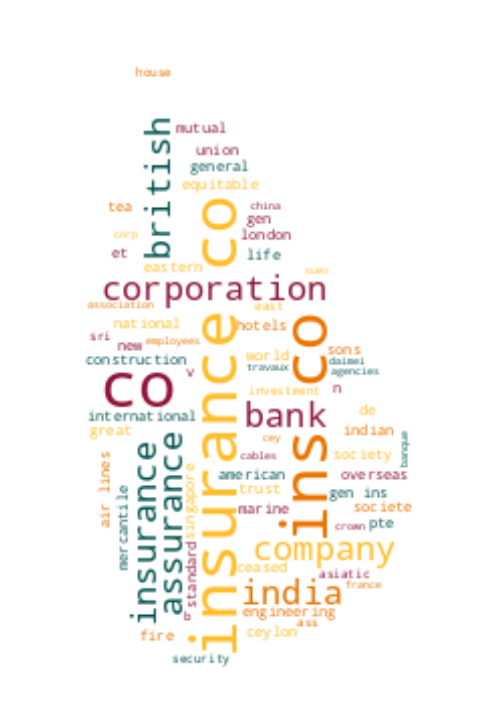 house
british
mutual
union
general
equitable
tea
china
co
gen
corp
london
et
life
eastern
suez
corporation
association
east
national
hotels
insurance co
ins co
sri
new
employees
sons
construction
world
daimei
travaux
agencies
co
v
investment
n
international
bank
de
great
indian
cey
banque
insurance
assurance
cables
society
air lines
american
overseas
mercantile
singapore
trust
gen ins
marine
societe
crown
pte
standard
company
ceased
asiatic
india
france
br
engineering
ass
fire
ceylon
security